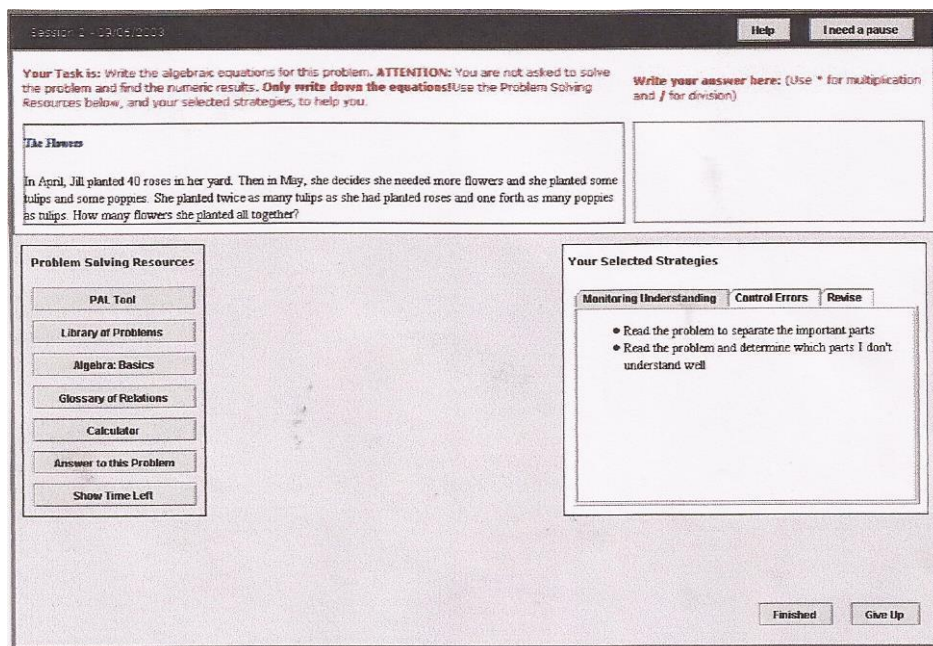 Session 2 - 09/06/2003
Help
I need a pause
Your Task is: Write the algebraic equations for this problem. ATTENTION: You are not asked to solve
the problem and find the numeric results. Only write down the equations!Use the Problem Solving
Resources below, and your selected strategies, to help you.
Write your answer here: (Use * for multiplication
and / for division)
The Flowers
In April, Jill planted 40 roses in her yard. Then in May, she decides she needed more flowers and she planted some
tulips and some poppies. She planted twice as many tulips as she had planted roses and one forth as many poppies
as tulips. How many flowers she planted all together?
Problem Solving Resources
PAL Tool
Library of Problems
Algebra: Basics
Glossary of Relations
Calculator
Answer to this Problem
Show Time Left
Your Selected Strategies
Monitoring Understanding
Control Errors
Revise
Read the problem to separate the important parts
Read the problem and determine which parts I don't
understand well
Finished
Give Up